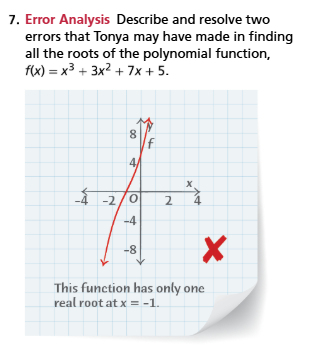 7. Error Analysis Describe and resolve two
errors that Tonya may have made in finding
all the roots of the polynomial function,
f(x) = x³ + 3x² + 7x + 5.
8
f
4
x
-4 -2 O 2 4
-4
-8
This function has only one
real root at x = -1.